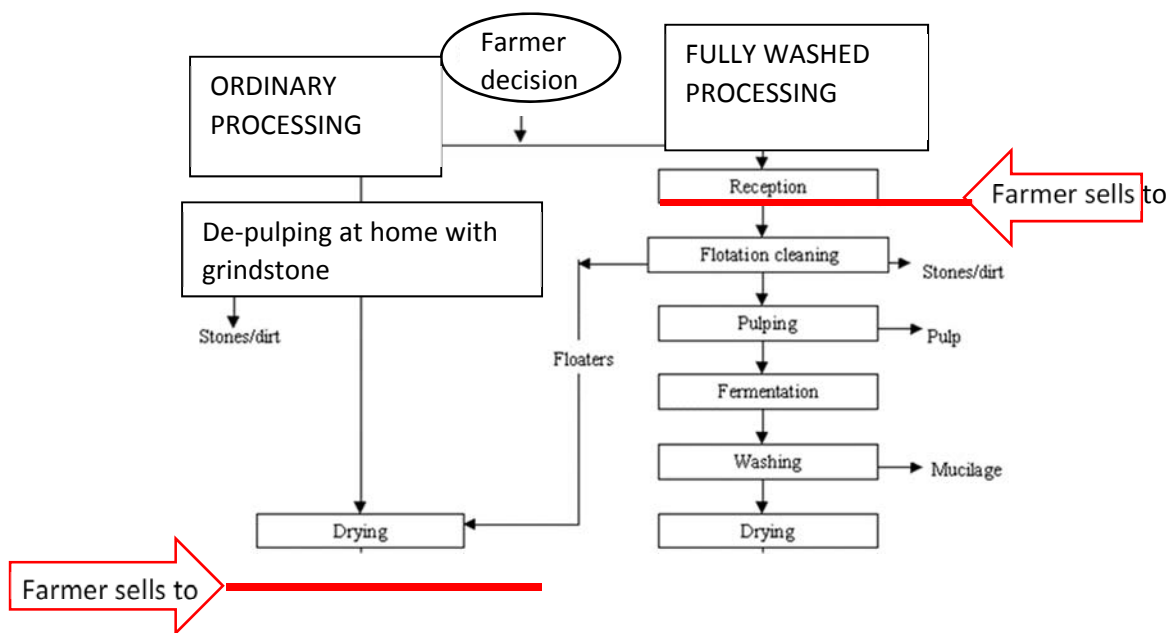 Farmer
decision
ORDINARY
PROCESSING
FULLY WASHED
PROCESSING
Reception
Farmer sells to
De-pulping at home with
grindstone
Flotation cleaning
Stones/dirt
Stones/dirt
Pulping
Pulp
Floaters
Fermentation
Washing
Mucilage
Drying
Drying
Farmer sells to